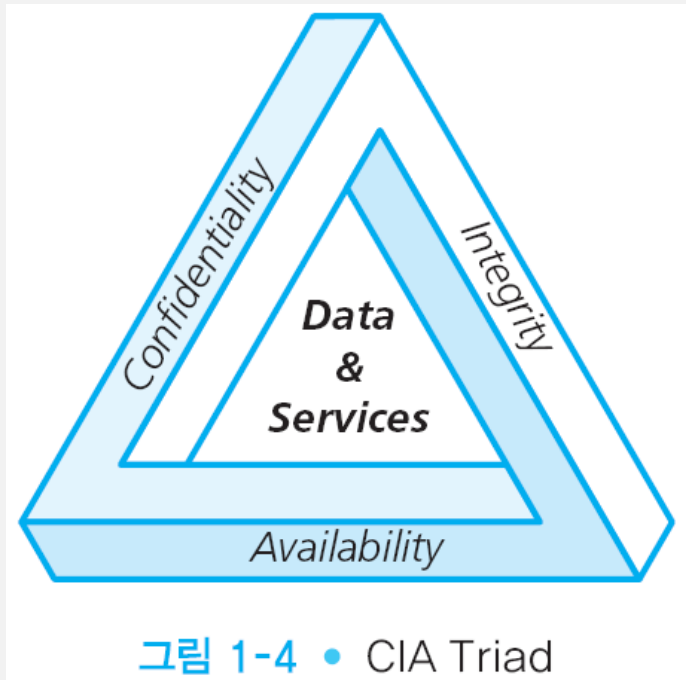 Confidentiality
Integrity
Data
&
Services
Availability
그림 1-4 • CIA Triad